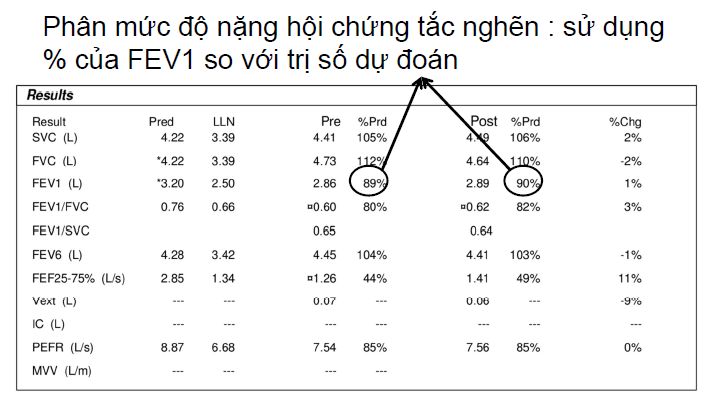 Phân mức độ nặng hội chứng tắc nghẽn : sử dụng
% của FEV1 so với trị số dự đoán
Results
Result Pred LLN Pre %Prd Post %Prd %Chg
SVC (L) 4.22 3.39 4.41 105% 4.49 106% 2%
FVC (L) *4.22 3.39 4.73 112% 4.64 110% -2%
FEV1 (L) *3.20 2.50 2.86 89% 2.89 90% 1%
FEV1/FVC 0.76 0.66 ¤0.60 80% ¤0.62 82% 3%
FEV1/SVC 0.65 0.64
FEV6 (L) 4.28 3.42 4.45 104% 4.41 103% -1%
FEF25-75% (L/s) 2.85 1.34 ¤1.26 44% 1.41 49% 11%
Vext (L) --- --- 0.07 --- 0.06 --- -9%
IC (L) --- --- --- --- --- --- ---
PEFR (L/s) 8.87 6.68 7.54 85% 7.56 85% 0%
MVV (L/m) --- --- --- ---